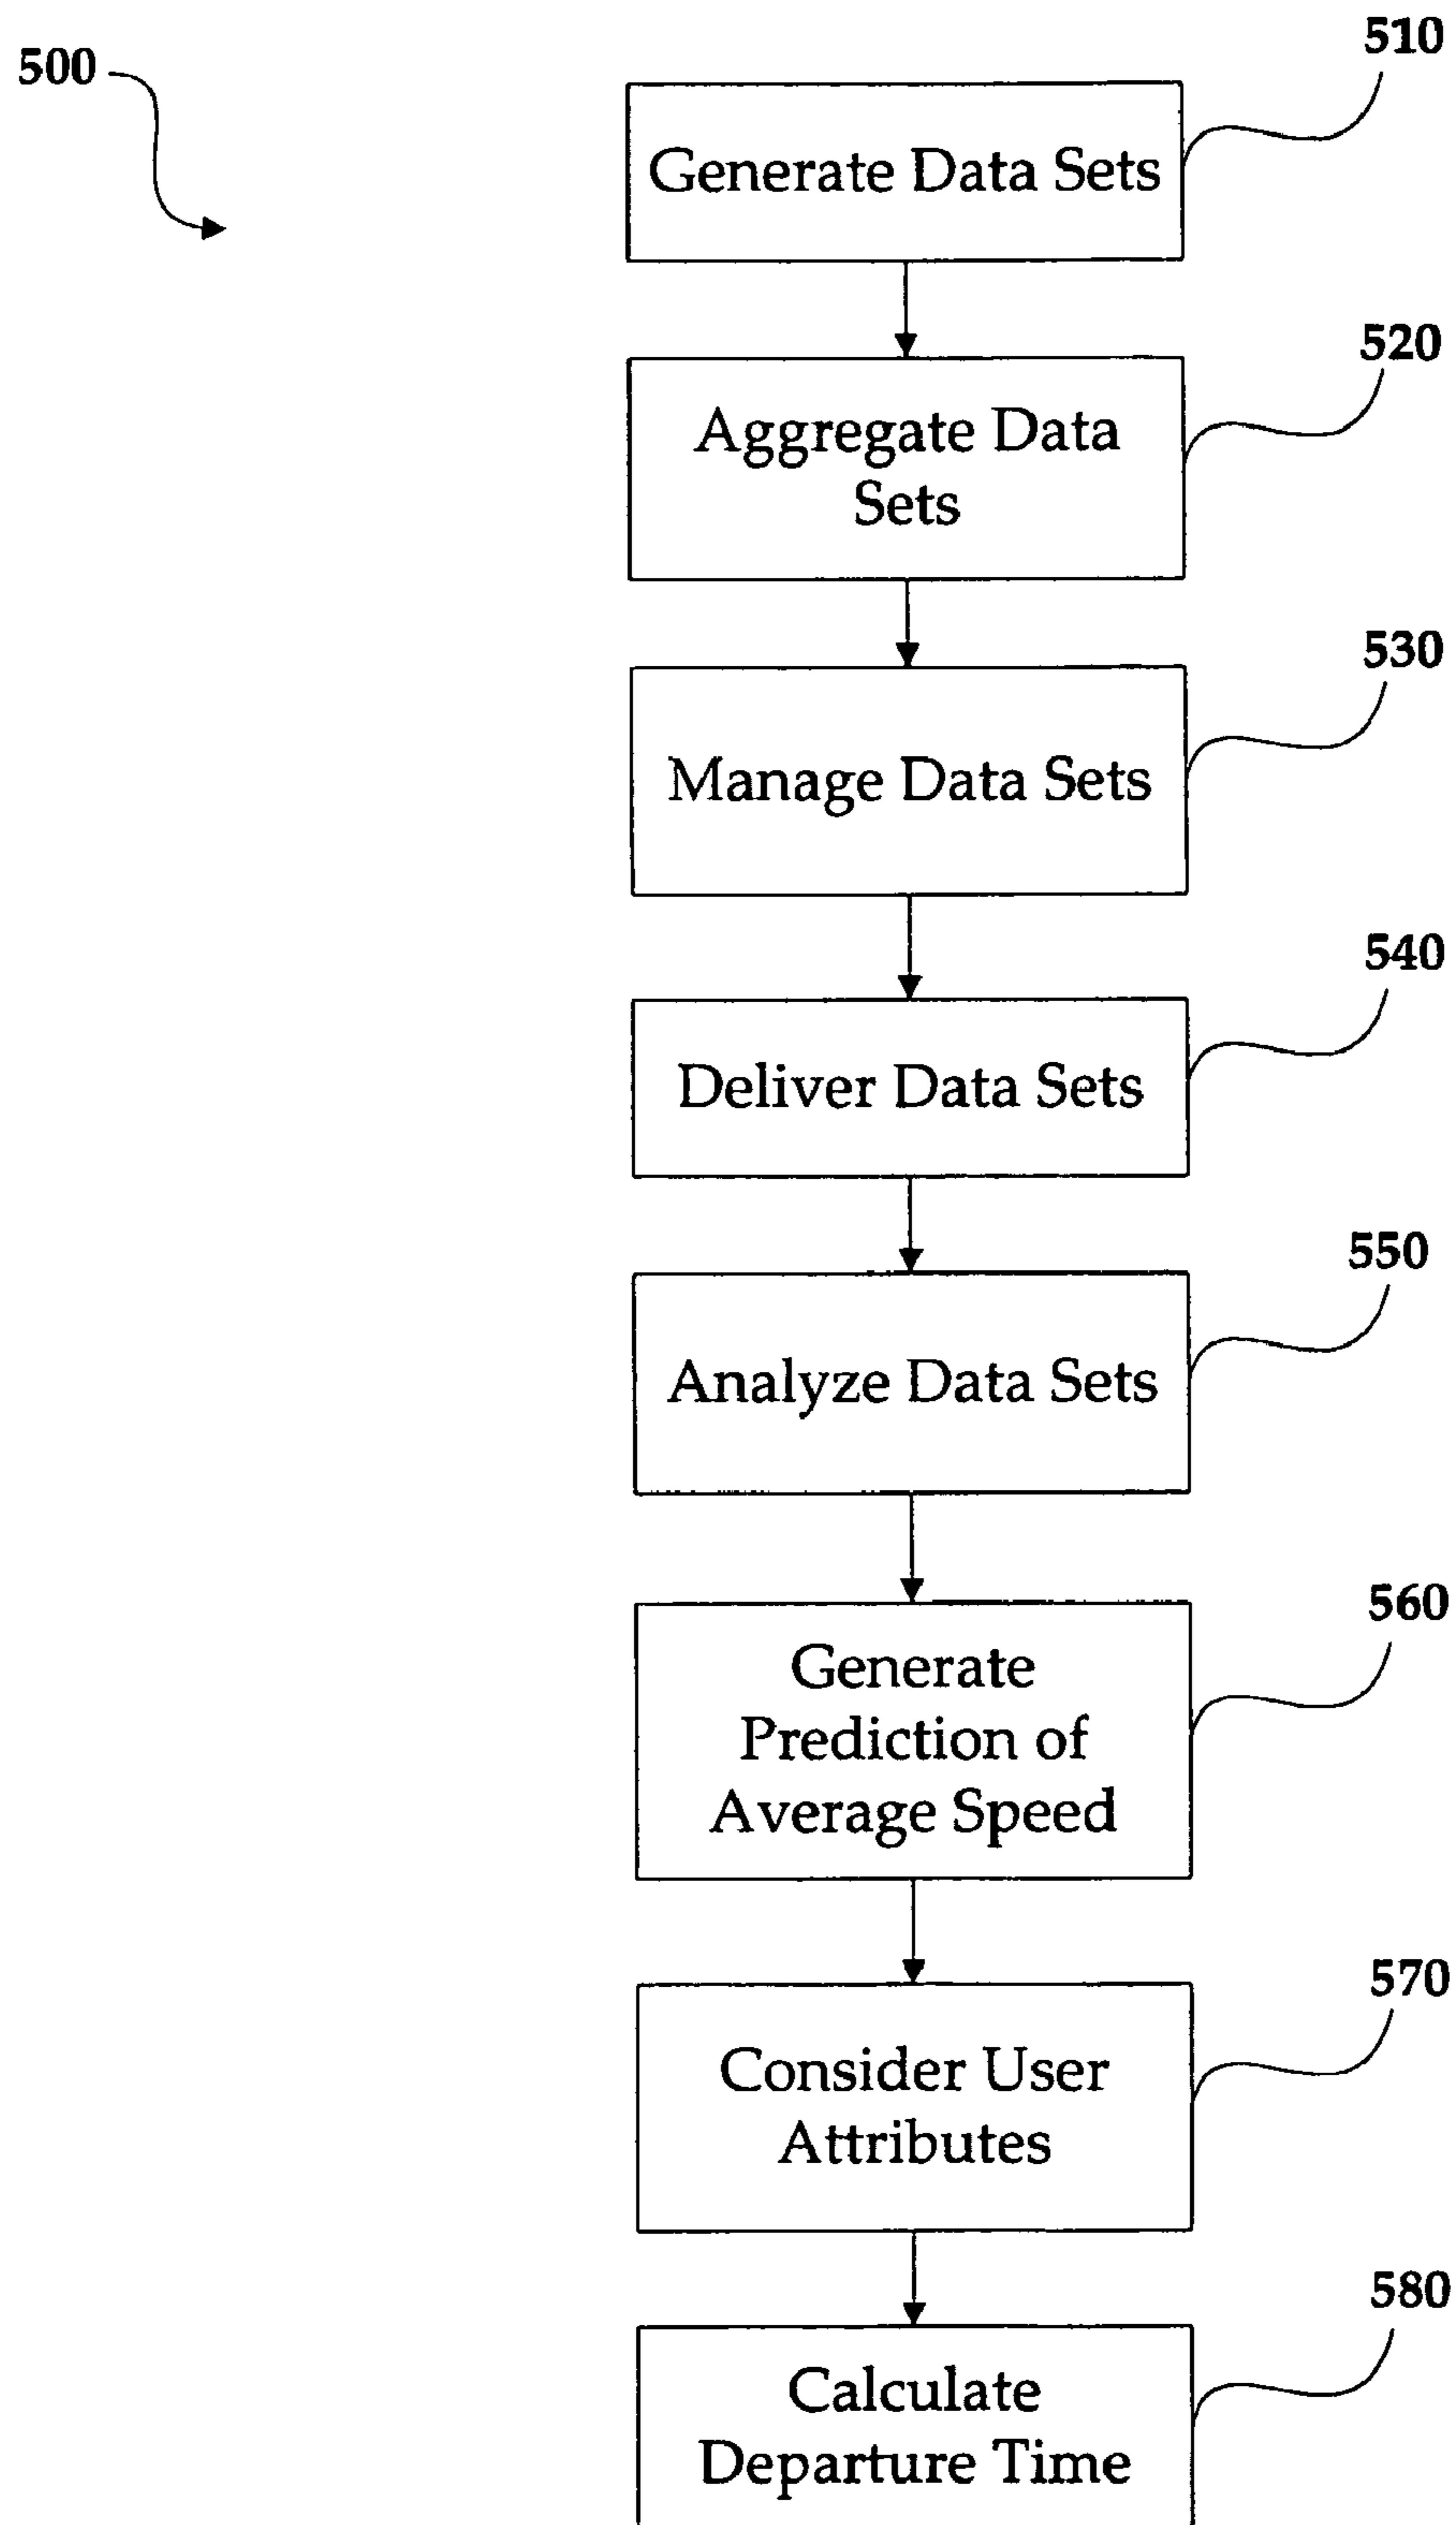 500
510
Generate Data Sets
520
Aggregate Data
Sets
530
Manage Data Sets
540
Deliver Data Sets
550
Analyze Data Sets
560
Generate
Prediction of
Average Speed
570
Consider User
Attributes
580
Calculate
Departure Time